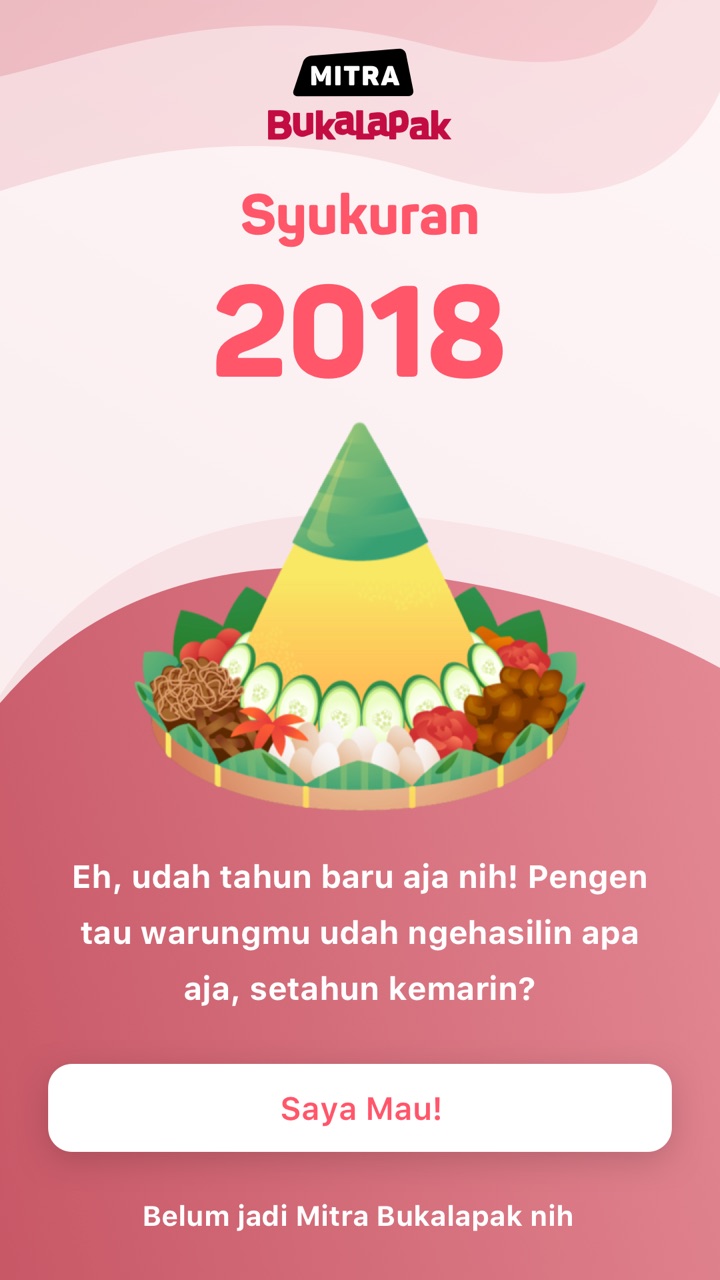 MITRA
Bukalapak
Syukuran
2018
Eh, udah tahun baru aja nih! Pengen
tau warungmu udah ngehasilin apa
aja, setahun kemarin?
Saya Mau!
Belum jadi Mitra Bukalapak nih